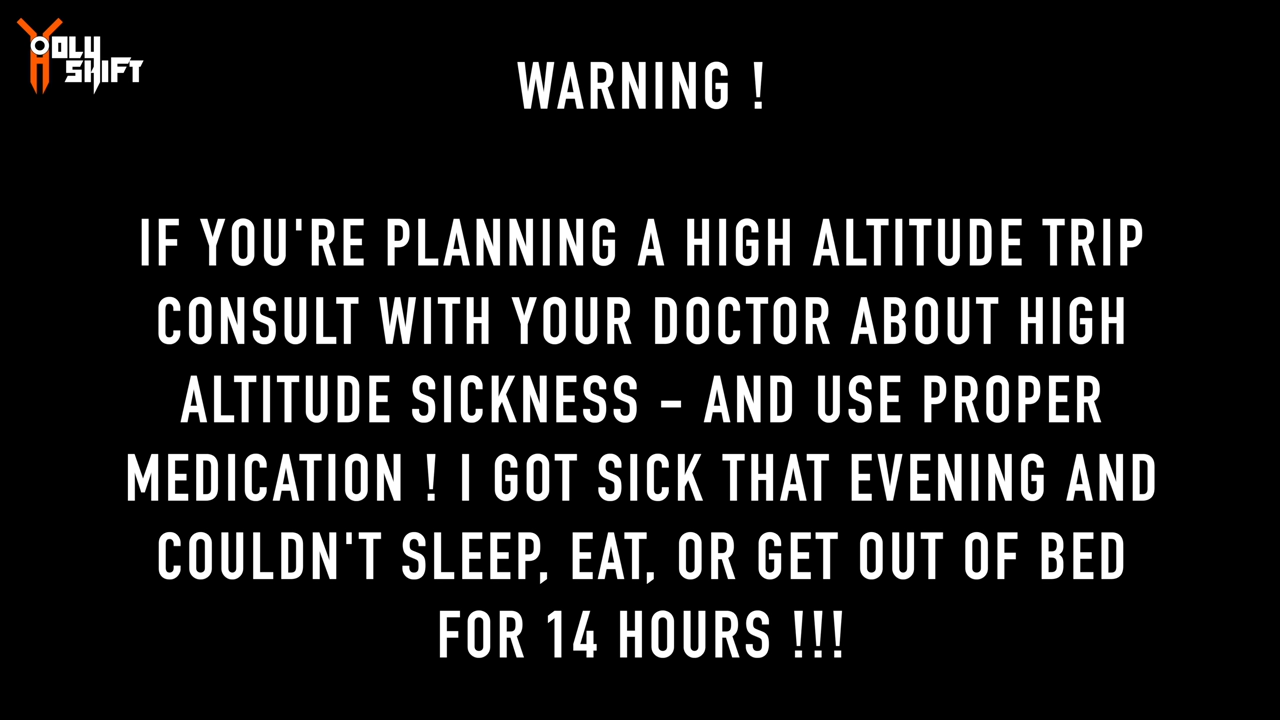 YOLY
SHIFT
WARNING !
IF YOU'RE PLANNING A HIGH ALTITUDE TRIP
CONSULT WITH YOUR DOCTOR ABOUT HIGH
ALTITUDE SICKNESS - AND USE PROPER
MEDICATION ! I GOT SICK THAT EVENING AND
COULDN'T SLEEP, EAT, OR GET OUT OF BED
FOR 14 HOURS !!!